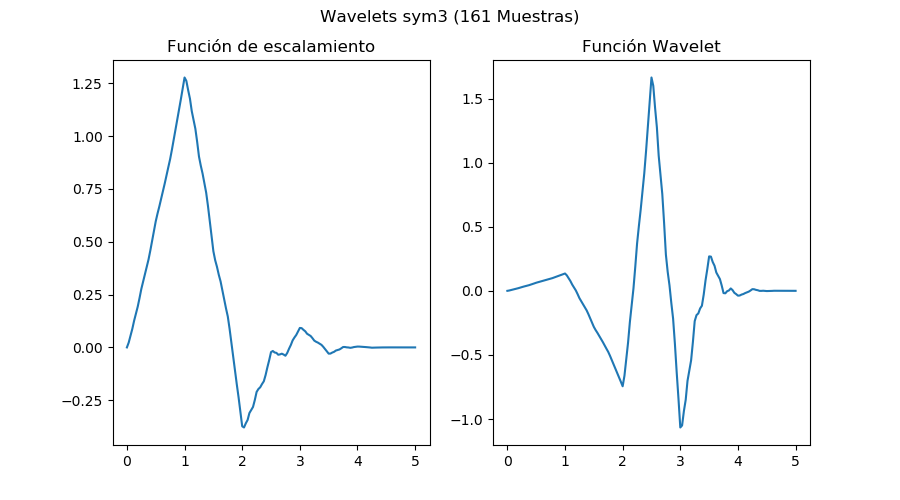 Wavelets sym3 (161 Muestras)
Función de escalamiento
Función Wavelet
1.25
1.00
0.75
0.50
0.25
0.00
−0.25
0 1 2 3 4 5
1.5
1.0
0.5
0.0
−0.5
−1.0
0 1 2 3 4 5